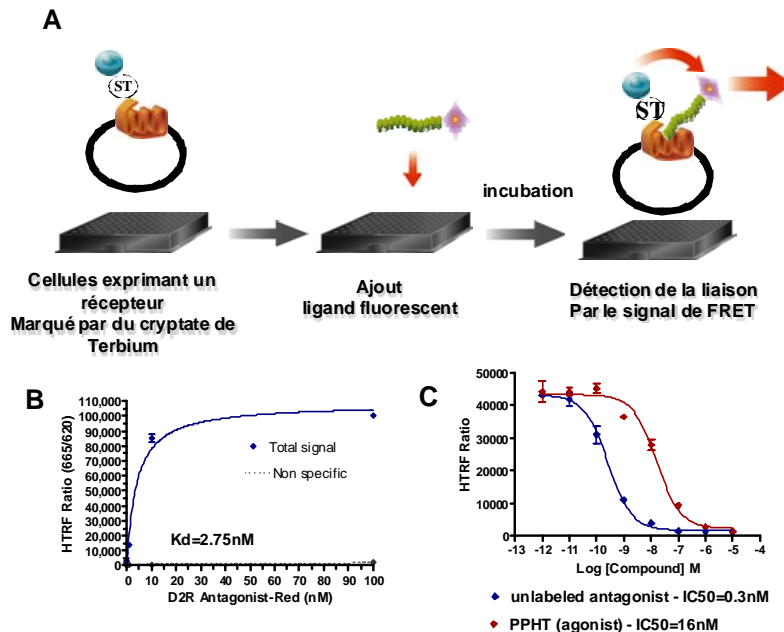 A
ST
ST
incubation
Cellules exprimant un
récepteur
Marqué par du cryptate de
Terbium
Ajout
ligand fluorescent
Détection de la liaison
Par le signal de FRET
B
HTRF Ratio (665/620)
110,000
100,000
90,000
80,000
70,000
60,000
50,000
40,000
30,000
20,000
10,000
0
Total signal
Non specific
Kd=2.75nM
0 10 20 30 40 50 60 70 80 90 100
D2R Antagonist-Red (nM)
C
HTRF Ratio
50000
40000
30000
20000
10000
0
-13 -12 -11 -10 -9 -8 -7 -6 -5 -4
Log [Compound] M
unlabeled antagonist - IC50=0.3nM
PPHT (agonist) - IC50=16nM